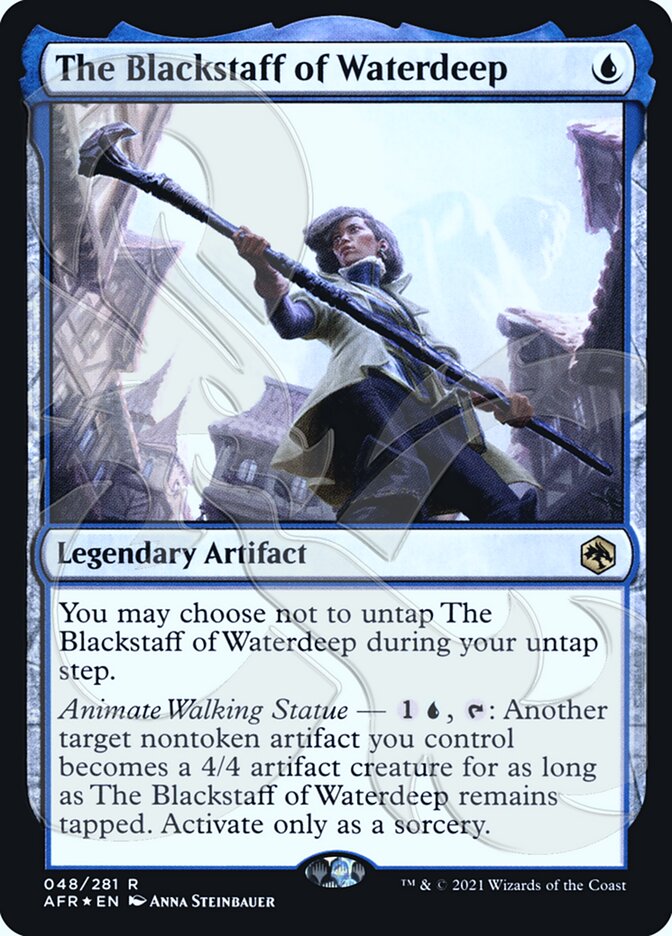 The Blackstaff of Waterdeep
Legendary Artifact
You may choose not to untap The
Blackstaff of Waterdeep during your untap
step.
Animate Walking Statue — 1 , : Another
target nontoken artifact you control
becomes a 4/4 artifact creature for as long
as The Blackstaff of Waterdeep remains
tapped. Activate only as a sorcery.
048/281 R
AFR★EN Anna Steinbauer
™ & © 2021 Wizards of the Coast